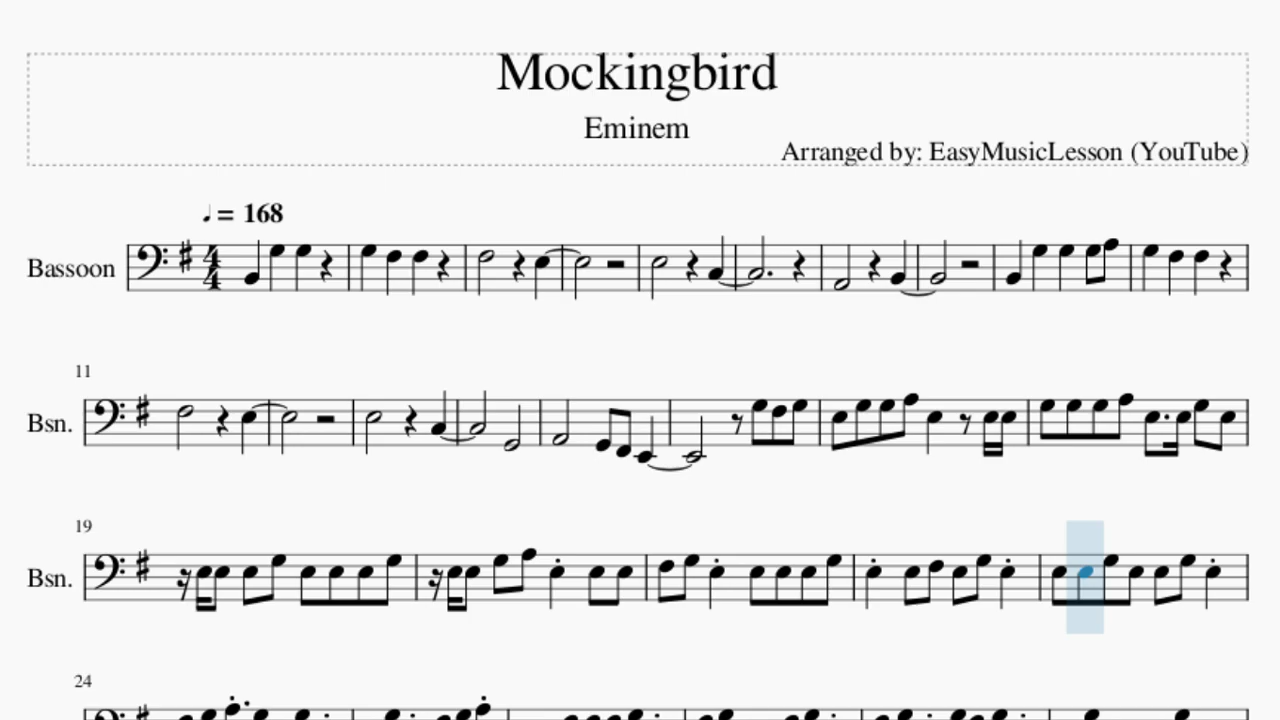 Mockingbird
Eminem
Arranged by: EasyMusicLesson (YouTube)
♩ = 168
Bassoon
11
Bsn.
19
Bsn.
24